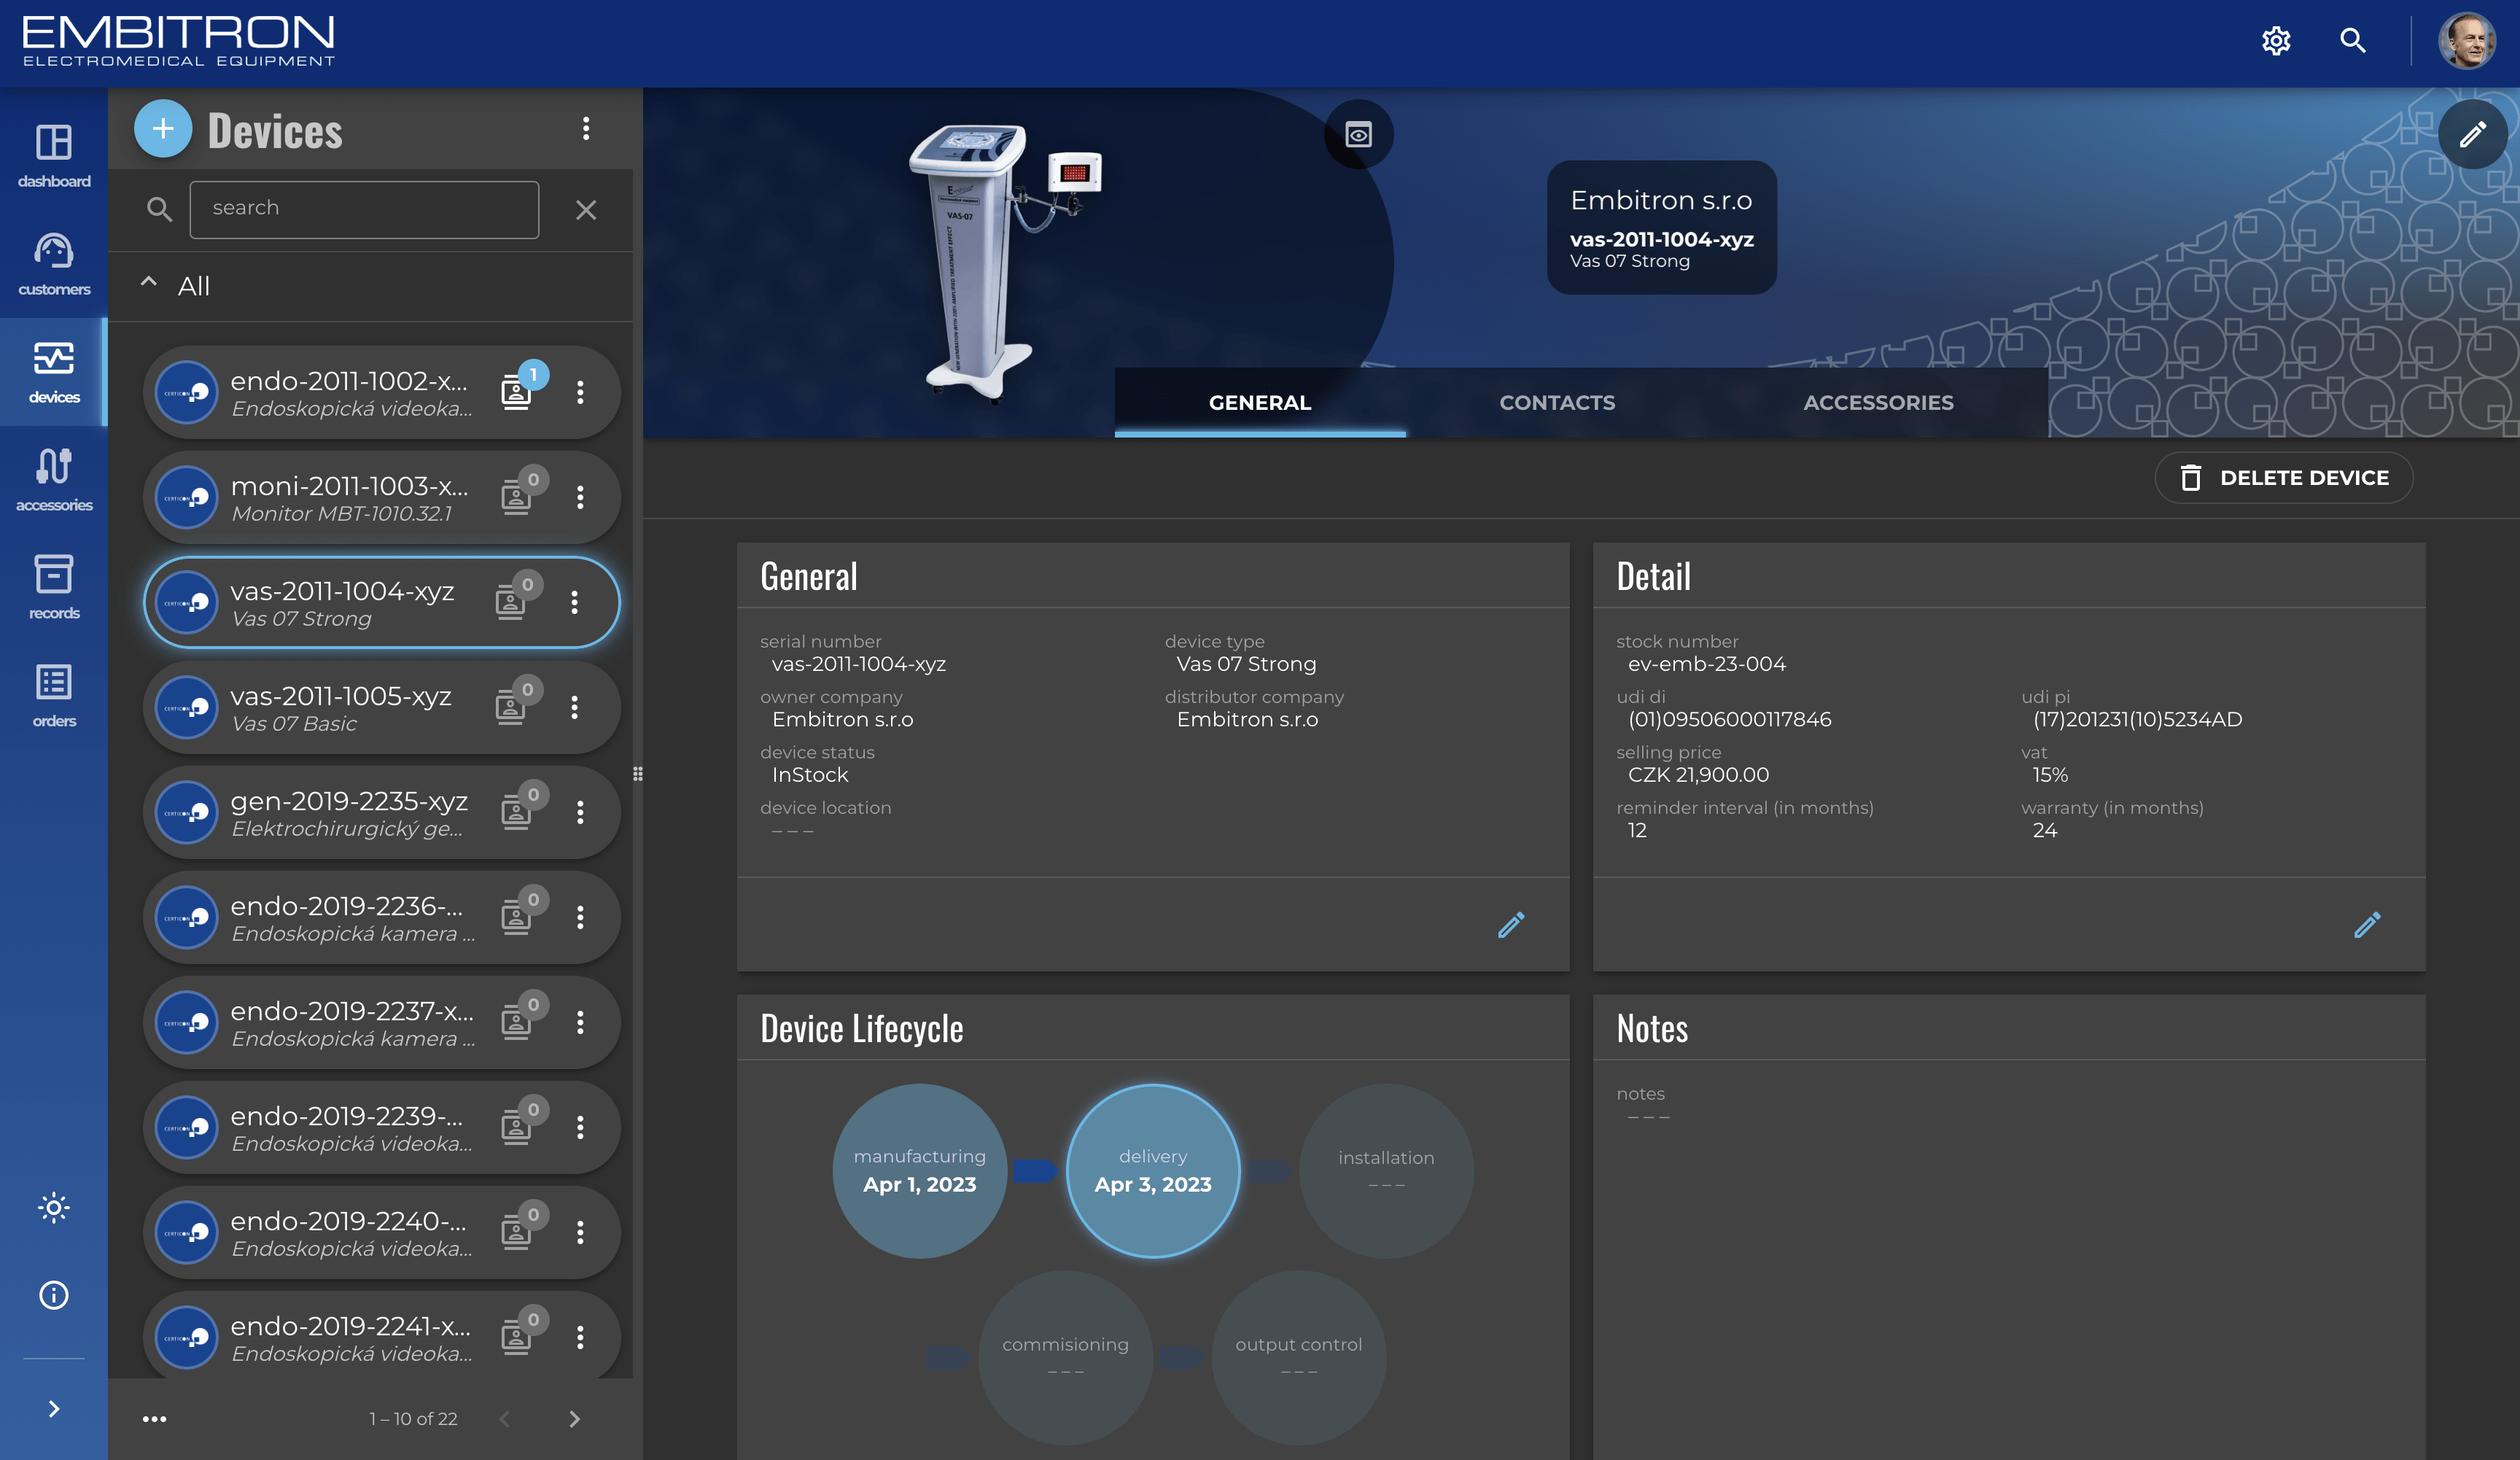 EMBITRON
ELECTROMEDICAL EQUIPMENT
dashboard
customers
devices
accessories
records
orders
Devices
search
All
endo-2011-1002-x...
Endoskopická videoka...
1
moni-2011-1003-x...
Monitor MBT-1010.32.1
0
vas-2011-1004-xyz
Vas 07 Strong
0
vas-2011-1005-xyz
Vas 07 Basic
0
gen-2019-2235-xyz
Elektrochirurgický ge...
0
endo-2019-2236-...
Endoskopická kamera ...
0
endo-2019-2237-x...
Endoskopická kamera ...
0
endo-2019-2239-...
Endoskopická videoka...
0
endo-2019-2240-...
Endoskopická videoka...
0
endo-2019-2241-x...
Endoskopická videoka...
0
1 – 10 of 22
VAS-07
Embitron s.r.o
vas-2011-1004-xyz
Vas 07 Strong
GENERAL
CONTACTS
ACCESSORIES
DELETE DEVICE
General
serial number
vas-2011-1004-xyz
device type
Vas 07 Strong
owner company
Embitron s.r.o
distributor company
Embitron s.r.o
device status
InStock
device location
– – –
Detail
stock number
ev-emb-23-004
udi di
(01)09506000117846
udi pi
(17)201231(10)5234AD
selling price
CZK 21,900.00
vat
15%
reminder interval (in months)
12
warranty (in months)
24
Device Lifecycle
manufacturing
Apr 1, 2023
delivery
Apr 3, 2023
installation
– – –
commisioning
– – –
output control
– – –
Notes
notes
– – –